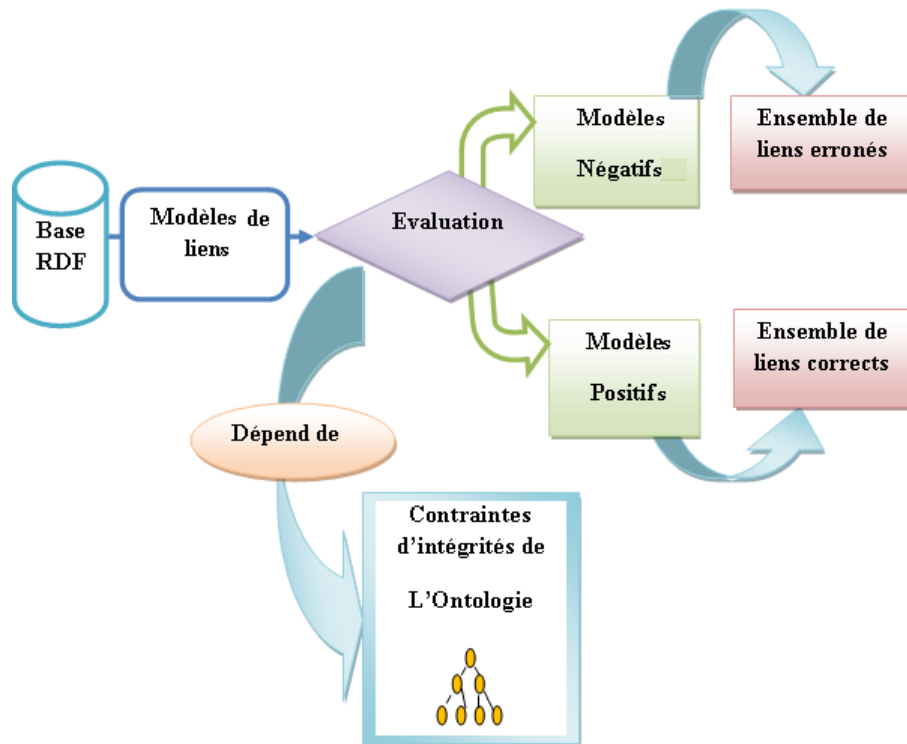 Base
RDF
Modèles de
liens
Evaluation
Modèles
Négatifs
Ensemble de
liens erronés
Modèles
Positifs
Ensemble de
liens corrects
Dépend de
Contraintes
d'intégrités de
L'Ontologie